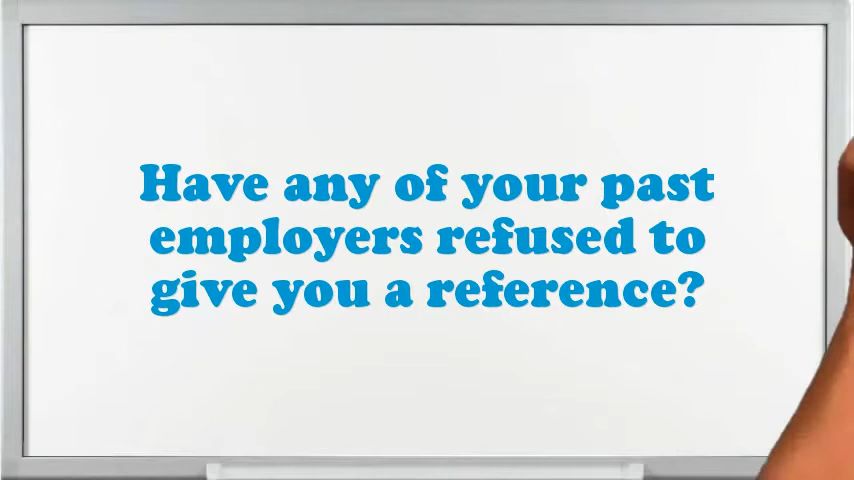 Have any of your past
employers refused to
give you a reference?